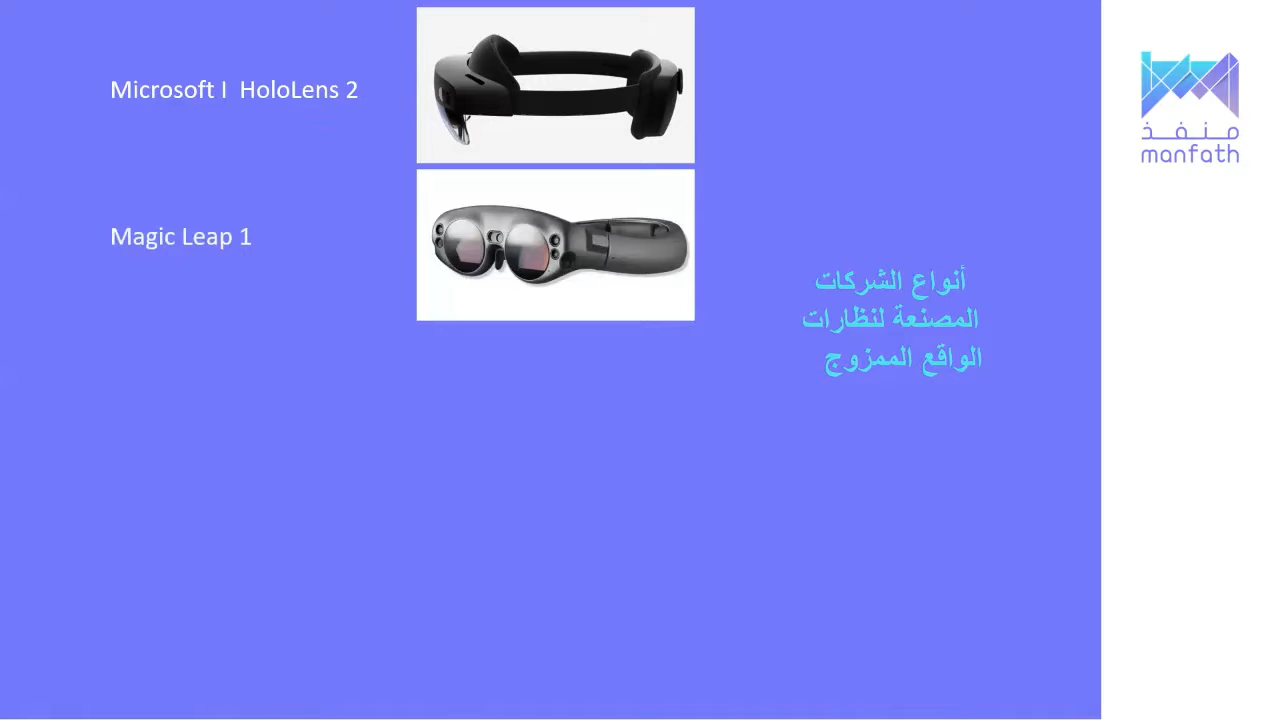 Microsoft I HoloLens 2
Magic Leap 1
أنواع الشركات
المصنعة لنظارات
الواقع الممزوج
منفذ
manfath